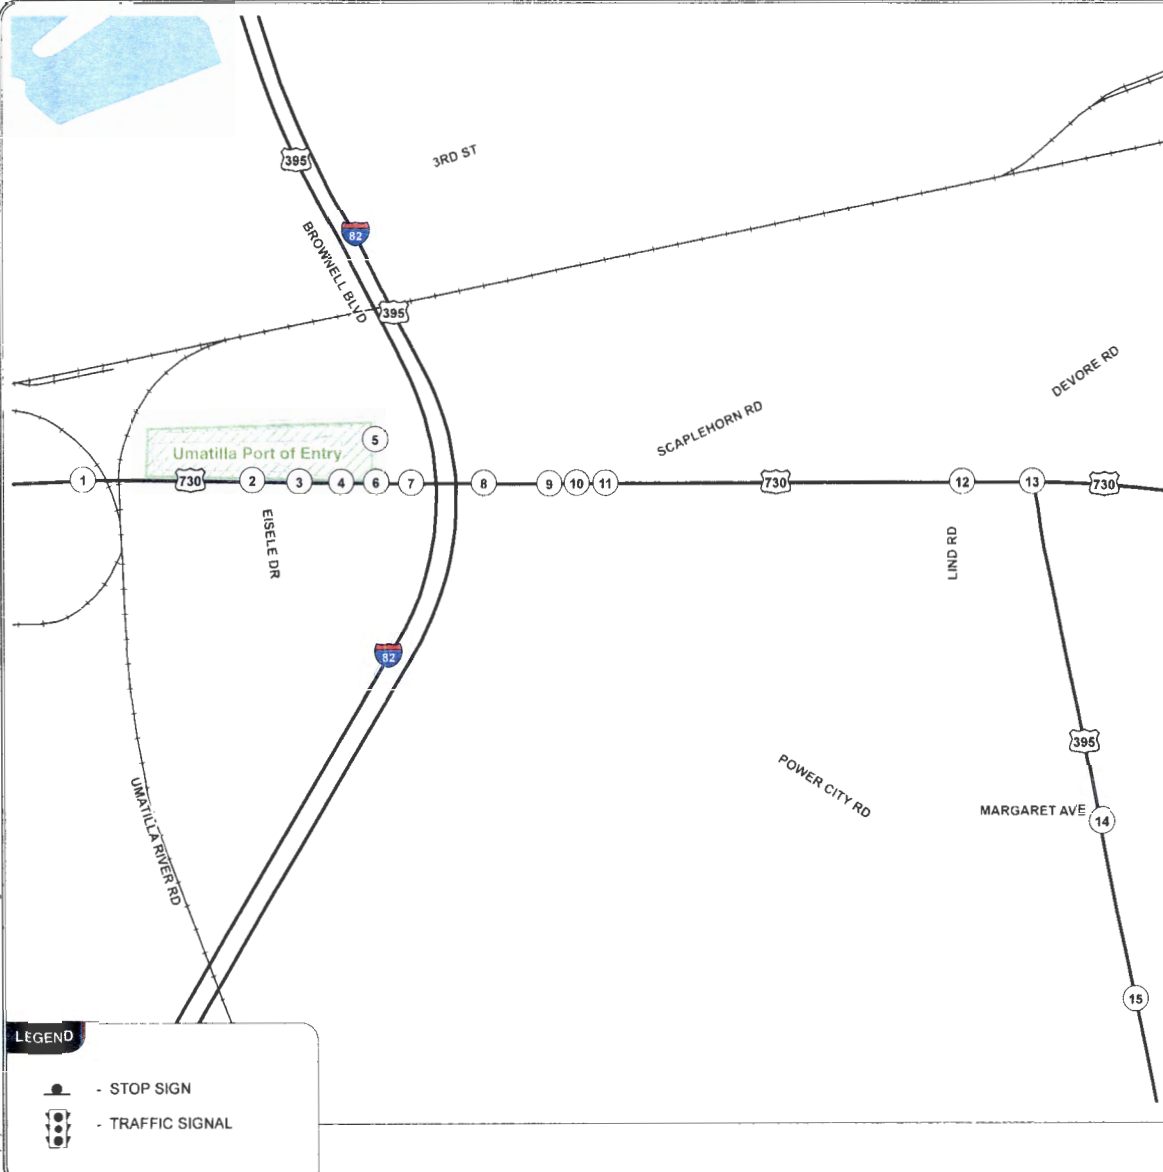 395
3RD ST
82
BROWNELL BLVD
395
DEVORE RD
SCAPLEHORN RD
5
Umatilla Port of Entry
1
730
2
3
4
6
7
8
9
10
11
730
12
13
730
EISELE DR
LIND RD
82
395
POWER CITY RD
UMATILLA RIVER RD
MARGARET AVE
14
15
LEGEND
- STOP SIGN
- TRAFFIC SIGNAL